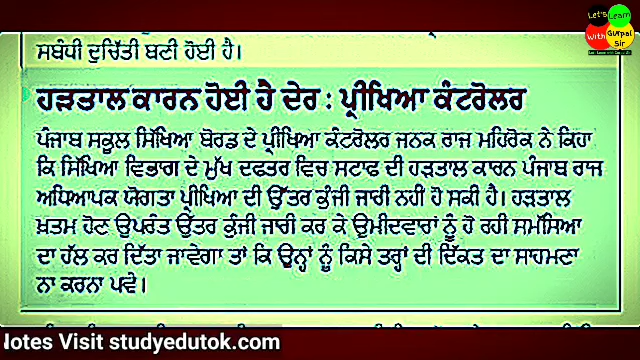 ਸਬੰਧੀ ਦੁਚਿੱਤੀ ਬਣੀ ਹੋਈ ਹੈ।
Let's
Learn
With
Gurpal
Sir
ਹੜਤਾਲ ਕਾਰਨ ਹੋਈ ਹੈ ਦੇਰ : ਪ੍ਰੀਖਿਆ ਕੰਟਰੋਲਰ
ਪੰਜਾਬ ਸਕੂਲ ਸਿੱਖਿਆ ਬੋਰਡ ਦੇ ਪ੍ਰੀਖਿਆ ਕੰਟਰੋਲਰ ਜਨਕ ਰਾਜ ਮਹਿਰੋਕ ਨੇ ਕਿਹਾ
ਕਿ ਸਿੱਖਿਆ ਵਿਭਾਗ ਦੇ ਮੁੱਖ ਦਫਤਰ ਵਿਚ ਸਟਾਫ ਦੀ ਹੜਤਾਲ ਕਾਰਨ ਪੰਜਾਬ ਰਾਜ
ਅਧਿਆਪਕ ਯੋਗਤਾ ਪ੍ਰੀਖਿਆ ਦੀ ਉੱਤਰ ਕੁੰਜੀ ਜਾਰੀ ਨਹੀਂ ਹੋ ਸਕੀ ਹੈ। ਹੜਤਾਲ
ਖ਼ਤਮ ਹੋਣ ਉਪਰੰਤ ਉੱਤਰ ਕੁੰਜੀ ਜਾਰੀ ਕਰ ਕੇ ਉਮੀਦਵਾਰਾਂ ਨੂੰ ਹੋ ਰਹੀ ਸਮੱਸਿਆ
ਦਾ ਹੱਲ ਕਰ ਦਿੱਤਾ ਜਾਵੇਗਾ ਤਾਂ ਕਿ ਉਨ੍ਹਾਂ ਨੂੰ ਕਿਸੇ ਤਰ੍ਹਾਂ ਦੀ ਦਿੱਕਤ ਦਾ ਸਾਹਮਣਾ
ਨਾ ਕਰਨਾ ਪਵੇ।
Notes Visit studyedutok.com